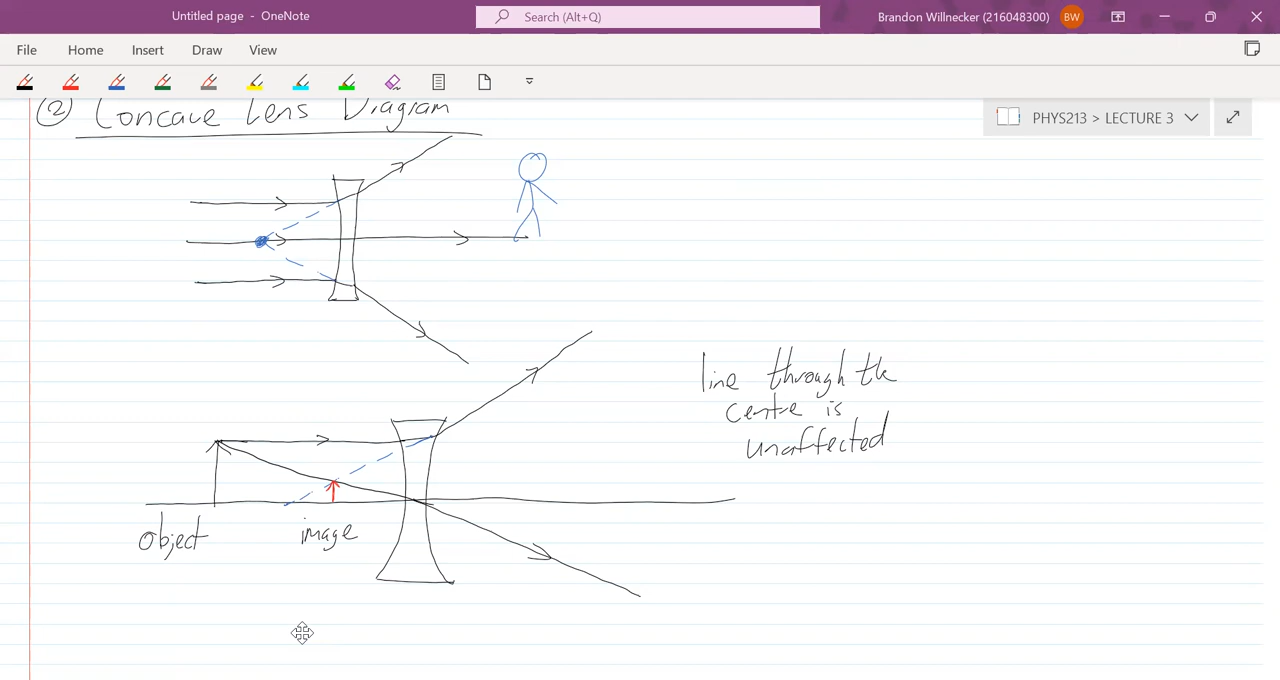 Untitled page - OneNote
Search (Alt+Q)
Brandon Willnecker (216048300)
BW
File Home Insert Draw View
PHYS213 > LECTURE 3
② Concave Lens Diagram
line through the
centre is
unaffected
object
image